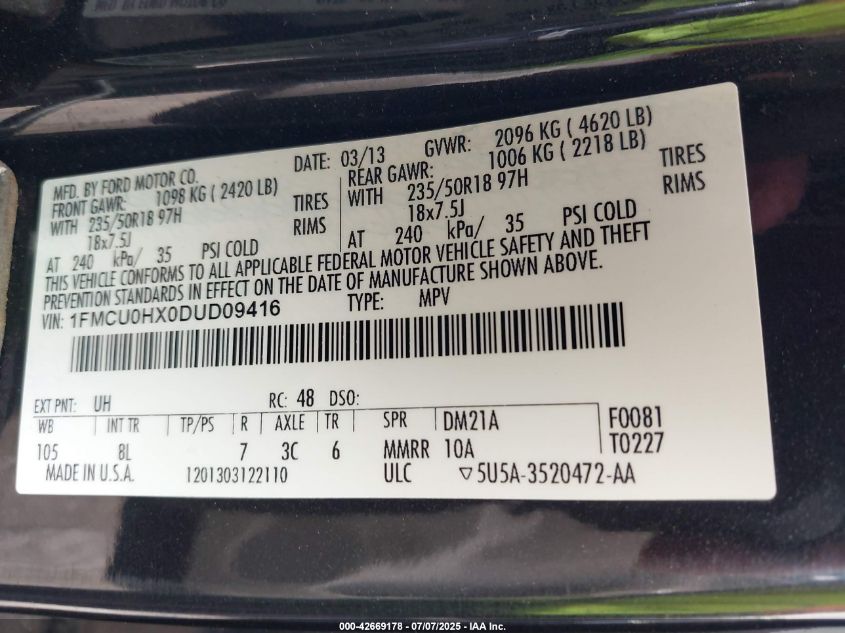 MFD. BY FORD MOTOR CO.
DATE: 03/13 GVWR: 2096 KG ( 4620 LB)
FRONT GAWR: 1098 KG ( 2420 LB)
REAR GAWR: 1006 KG ( 2218 LB)
WITH 235/50R18 97H TIRES
WITH 235/50R18 97H TIRES
18x7.5J RIMS
18x7.5J RIMS
AT 240 kPa/ 35 PSI COLD
AT 240 kPa/ 35 PSI COLD
THIS VEHICLE CONFORMS TO ALL APPLICABLE FEDERAL MOTOR VEHICLE SAFETY AND THEFT
PREVENTION STANDARDS IN EFFECT ON THE DATE OF MANUFACTURE SHOWN ABOVE.
VIN: 1FMCU0HX0DUD09416 TYPE: MPV
EXT PNT: UH RC: 48 DSO:
WB INT TR TP/PS R AXLE TR SPR DM21A F0081
105 8L 7 3C 6 MMRR 10A T0227
MADE IN U.S.A. 1201303122110 ULC ▽5U5A-3520472-AA
000-42669178 - 07/07/2025 - IAA Inc.